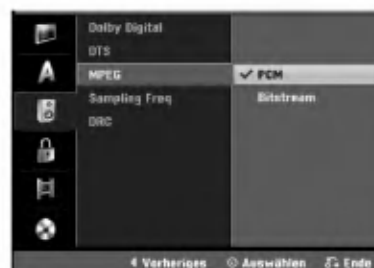 Dolby Digital
DTS
MPEG
✓ PCM
Sampling Freq
Bitstream
DRC
Vorheriges Auswählen Ende